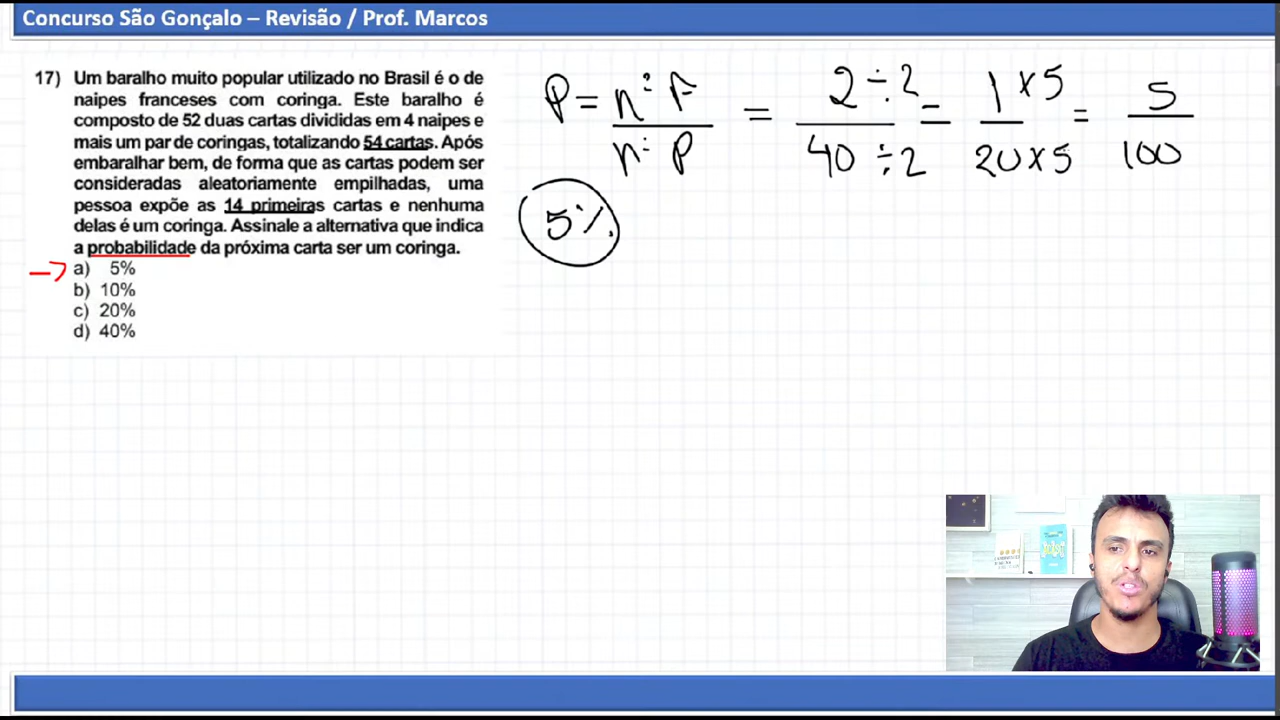 Concurso São Gonçalo – Revisão / Prof. Marcos
17) Um baralho muito popular utilizado no Brasil é o de
naipes franceses com coringa. Este baralho é
composto de 52 duas cartas divididas em 4 naipes e
mais um par de coringas, totalizando 54 cartas. Após
embaralhar bem, de forma que as cartas podem ser
consideradas aleatoriamente empilhadas, uma
pessoa expõe as 14 primeiras cartas e nenhuma
delas é um coringa. Assinale a alternativa que indica
a probabilidade da próxima carta ser um coringa.
a) 5%
b) 10%
c) 20%
d) 40%
P = nº F / nº P = 2 ÷ 2 / 40 ÷ 2 = 1 x 5 / 20 x 5 = 5 / 100
5%